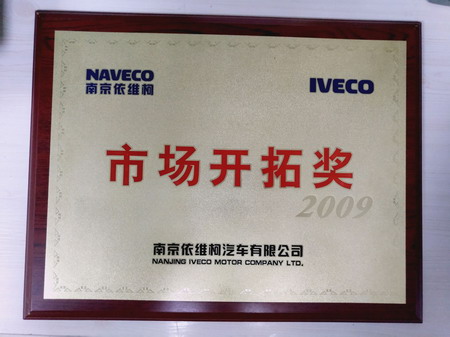 NAVECO
南京依维柯
IVECO
市场开拓奖
2009
南京依维柯汽车有限公司
NANJING IVECO MOTOR COMPANY LTD.